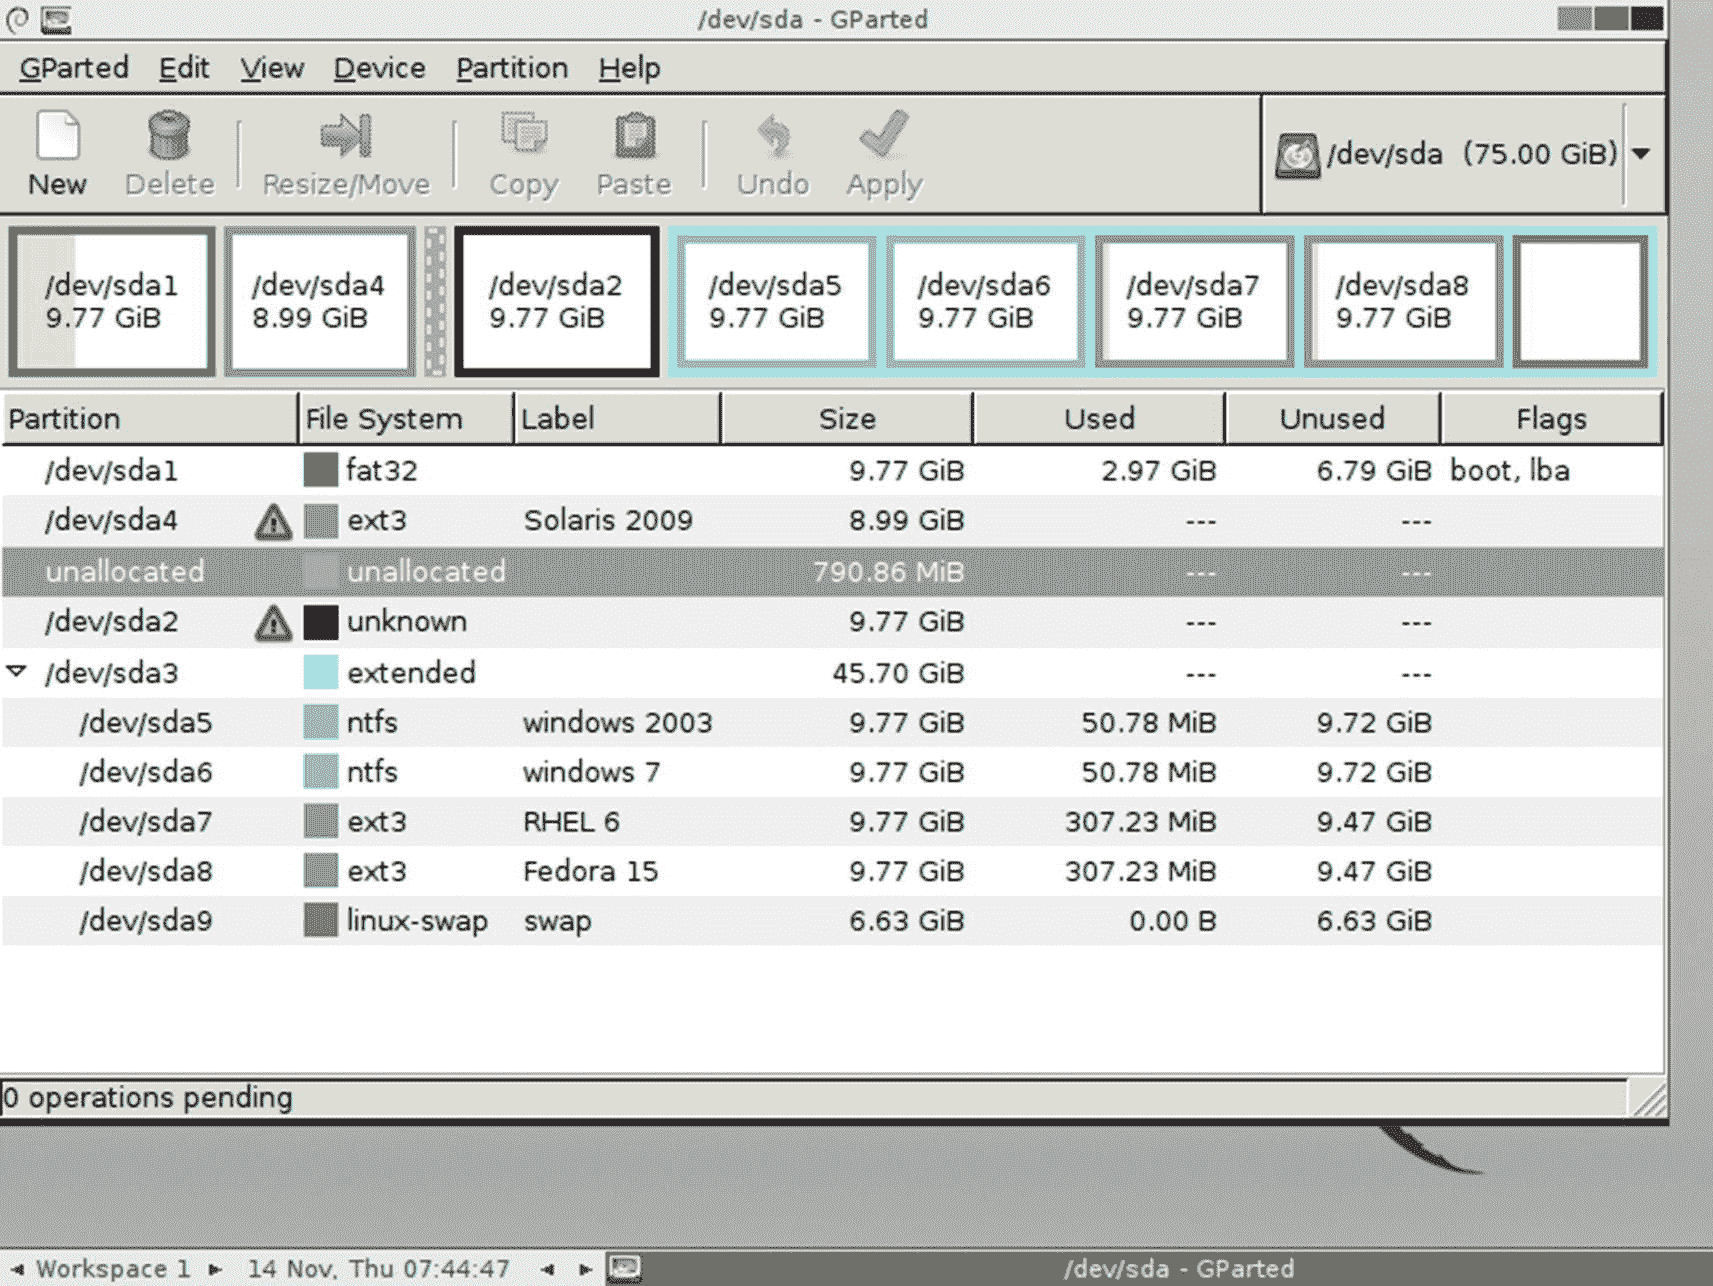 /dev/sda - GParted
GParted Edit View Device Partition Help
New Delete Resize/Move Copy Paste Undo Apply /dev/sda (75.00 GiB)
/dev/sda1 /dev/sda4 /dev/sda2 /dev/sda5 /dev/sda6 /dev/sda7 /dev/sda8
9.77 GiB 8.99 GiB 9.77 GiB 9.77 GiB 9.77 GiB 9.77 GiB 9.77 GiB
Partition File System Label Size Used Unused Flags
/dev/sda1 fat32 9.77 GiB 2.97 GiB 6.79 GiB boot, lba
/dev/sda4 ext3 Solaris 2009 8.99 GiB --- ---
unallocated unallocated 790.86 MiB --- ---
/dev/sda2 unknown 9.77 GiB --- ---
/dev/sda3 extended 45.70 GiB --- ---
/dev/sda5 ntfs windows 2003 9.77 GiB 50.78 MiB 9.72 GiB
/dev/sda6 ntfs windows 7 9.77 GiB 50.78 MiB 9.72 GiB
/dev/sda7 ext3 RHEL 6 9.77 GiB 307.23 MiB 9.47 GiB
/dev/sda8 ext3 Fedora 15 9.77 GiB 307.23 MiB 9.47 GiB
/dev/sda9 linux-swap swap 6.63 GiB 0.00 B 6.63 GiB
0 operations pending
Workspace 1 14 Nov, Thu 07:44:47 /dev/sda - GParted